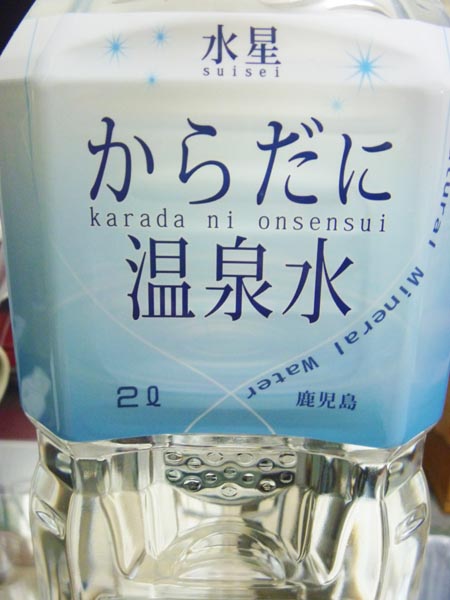 水星
suisei
からだに
karada ni onsensui
温泉水
Natural Mineral Water
2ℓ
鹿児島